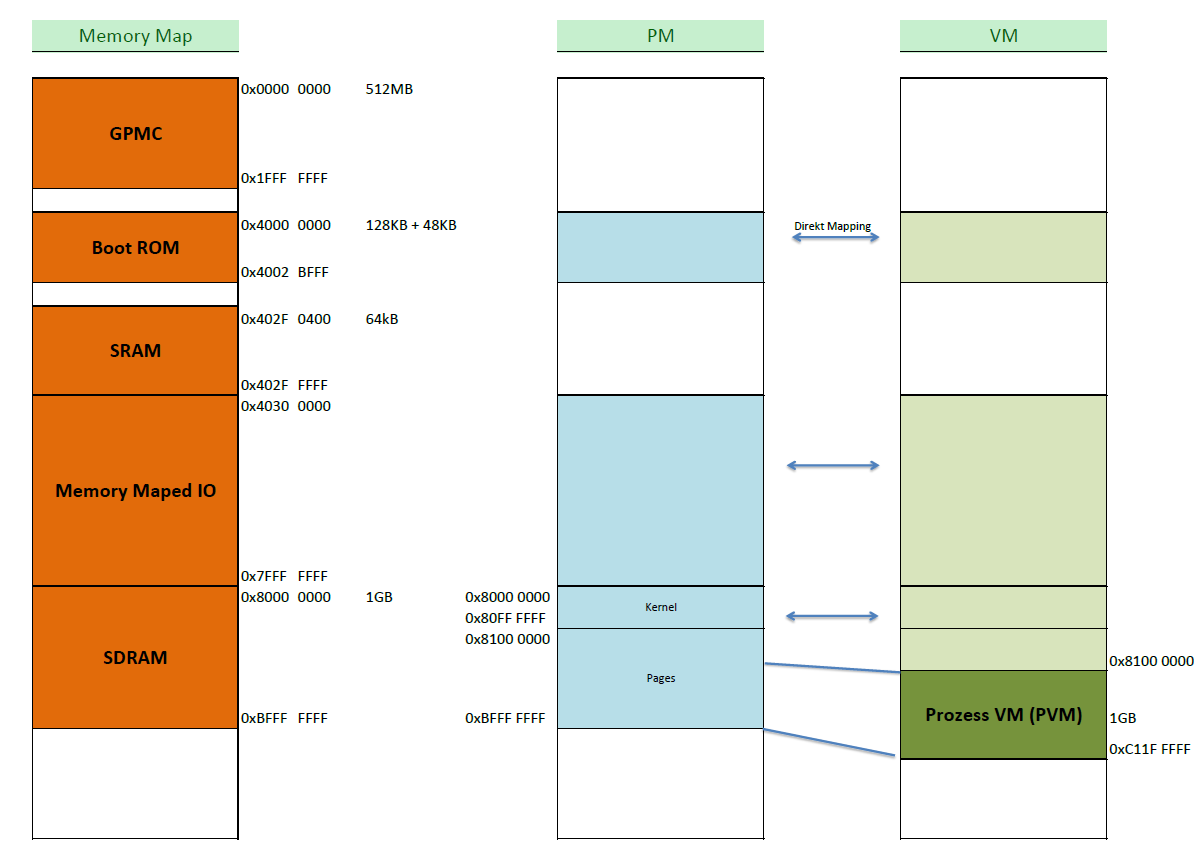 Memory Map
PM
VM
GPMC
0x0000 0000 512MB
0x1FFF FFFF
Boot ROM
0x4000 0000 128KB + 48KB
0x4002 BFFF
Direkt Mapping
SRAM
0x402F 0400 64kB
0x402F FFFF
0x4030 0000
Memory Maped IO
0x7FFF FFFF
0x8000 0000 1GB
SDRAM
0xBFFF FFFF
0x8000 0000
0x80FF FFFF
0x8100 0000
0xBFFF FFFF
Kernel
Pages
0x8100 0000
Prozess VM (PVM)
1GB
0xC11F FFFF